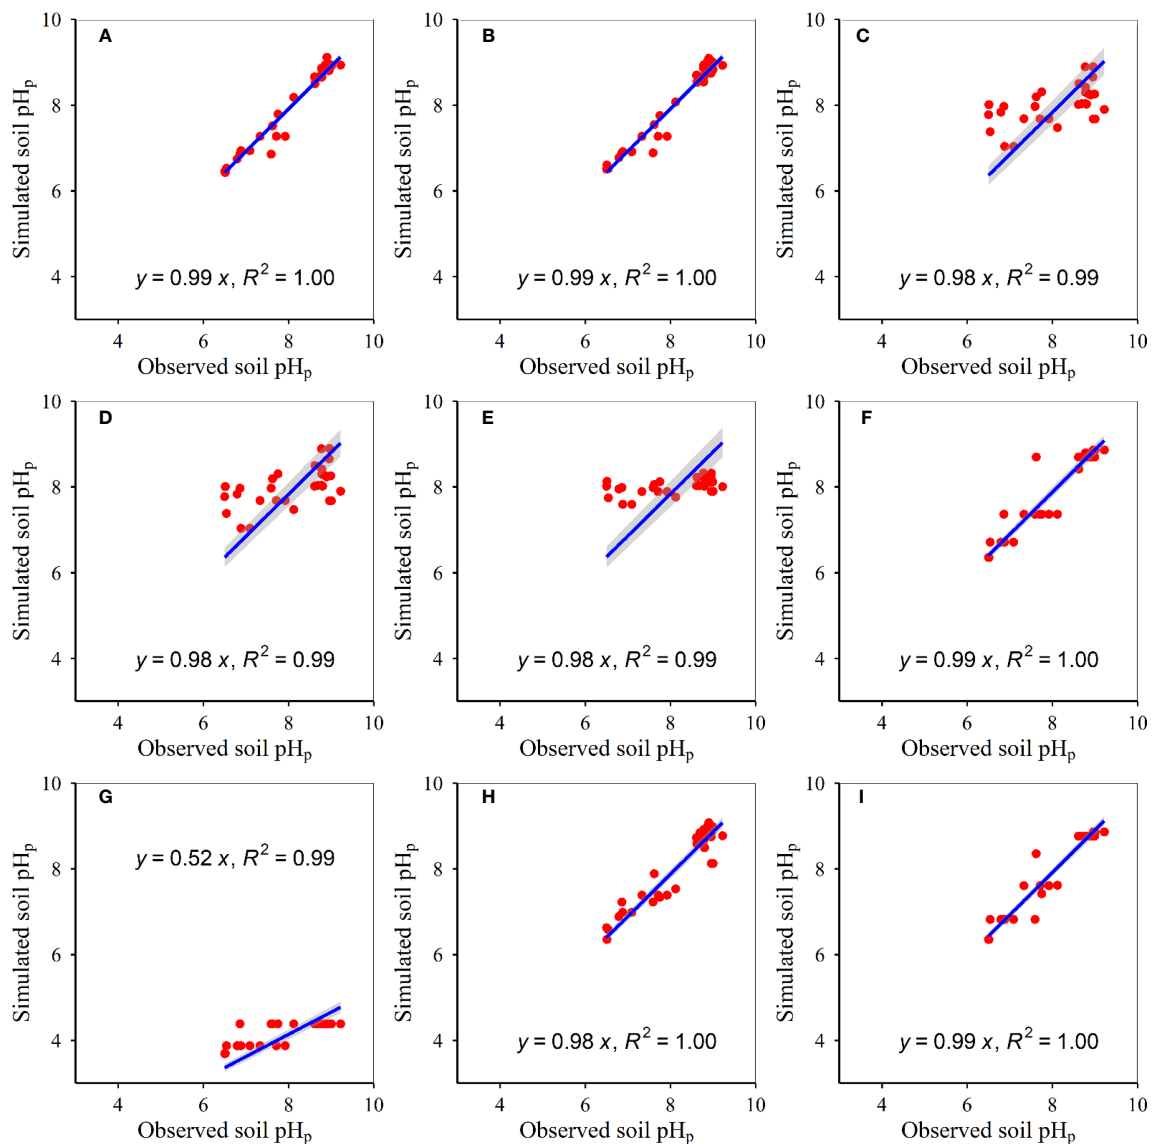 A
10
8
6
4
Simulated soil pHp
y = 0.99 x, R² = 1.00
4 6 8 10
Observed soil pHp
B
10
8
6
4
Simulated soil pHp
y = 0.99 x, R² = 1.00
4 6 8 10
Observed soil pHp
C
10
8
6
4
Simulated soil pHp
y = 0.98 x, R² = 0.99
4 6 8 10
Observed soil pHp
D
10
8
6
4
Simulated soil pHp
y = 0.98 x, R² = 0.99
4 6 8 10
Observed soil pHp
E
10
8
6
4
Simulated soil pHp
y = 0.98 x, R² = 0.99
4 6 8 10
Observed soil pHp
F
10
8
6
4
Simulated soil pHp
y = 0.99 x, R² = 1.00
4 6 8 10
Observed soil pHp
G
10
8
6
4
Simulated soil pHp
y = 0.52 x, R² = 0.99
4 6 8 10
Observed soil pHp
H
10
8
6
4
Simulated soil pHp
y = 0.98 x, R² = 1.00
4 6 8 10
Observed soil pHp
I
10
8
6
4
Simulated soil pHp
y = 0.99 x, R² = 1.00
4 6 8 10
Observed soil pHp